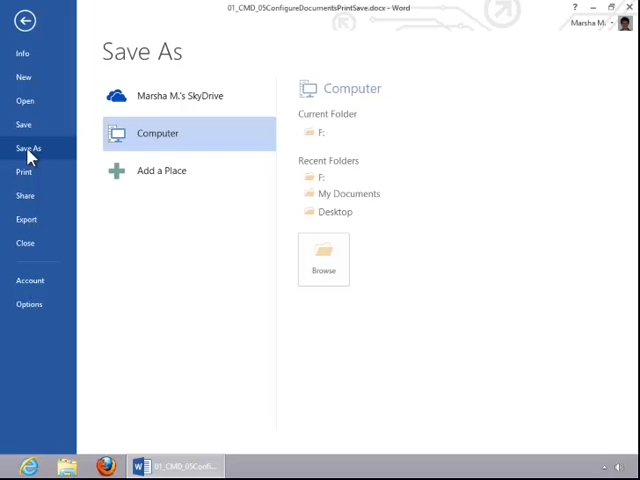 01_CMD_05ConfigureDocumentsPrintSave.docx - Word
?
Marsha M.
Info
New
Open
Save
Save As
Print
Share
Export
Close
Account
Options
Save As
Marsha M.'s SkyDrive
Computer
Add a Place
Computer
Current Folder
F:
Recent Folders
F:
My Documents
Desktop
Browse
01_CMD_05Confi...